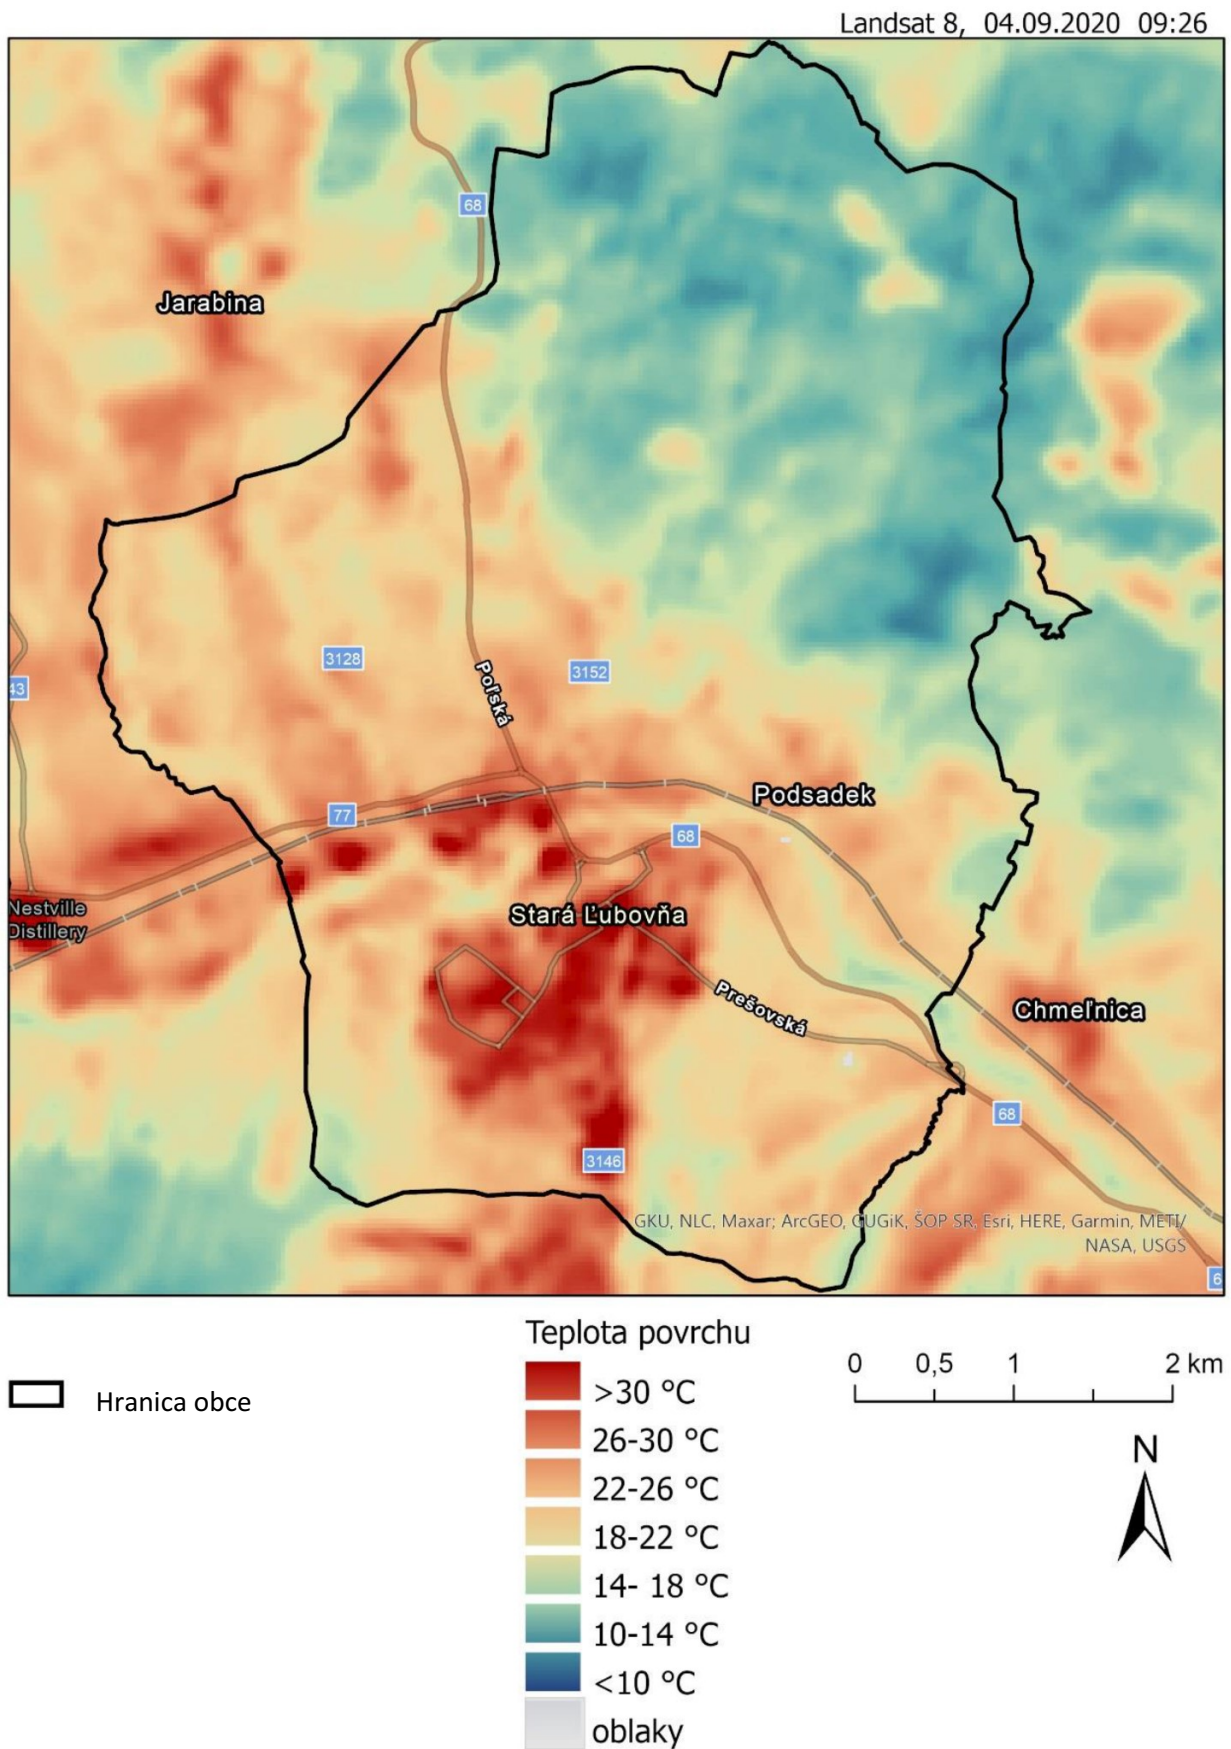 Landsat 8, 04.09.2020 09:26
68
Jarabina
3128
3152
43
Poľská
Podsadek
77
68
Nestville
Distillery
Stará Ľubovňa
Prešovská
Chmeľnica
68
3146
GKU, NLC, Maxar; ArcGEO, GUGiK, ŠOP SR, Esri, HERE, Garmin, METI/
NASA, USGS
6
Teplota povrchu
>30 °C
26-30 °C
22-26 °C
18-22 °C
14- 18 °C
10-14 °C
<10 °C
oblaky
Hranica obce
0 0,5 1 2 km
N